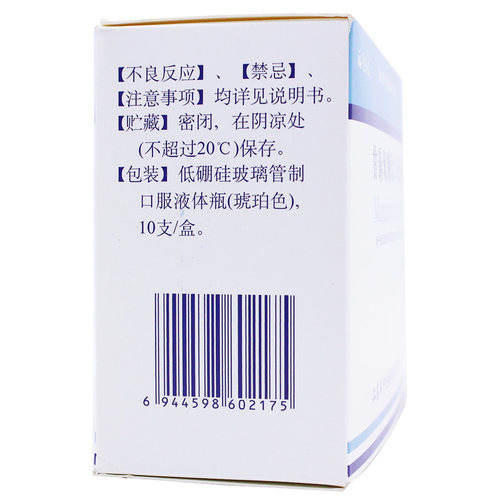 【不良反应】、【禁忌】、
【注意事项】均详见说明书。
【贮藏】密闭，在阴凉处
(不超过20℃)保存。
【包装】低硼硅玻璃管制
口服液体瓶(琥珀色),
10支/盒。
6 944598 602175